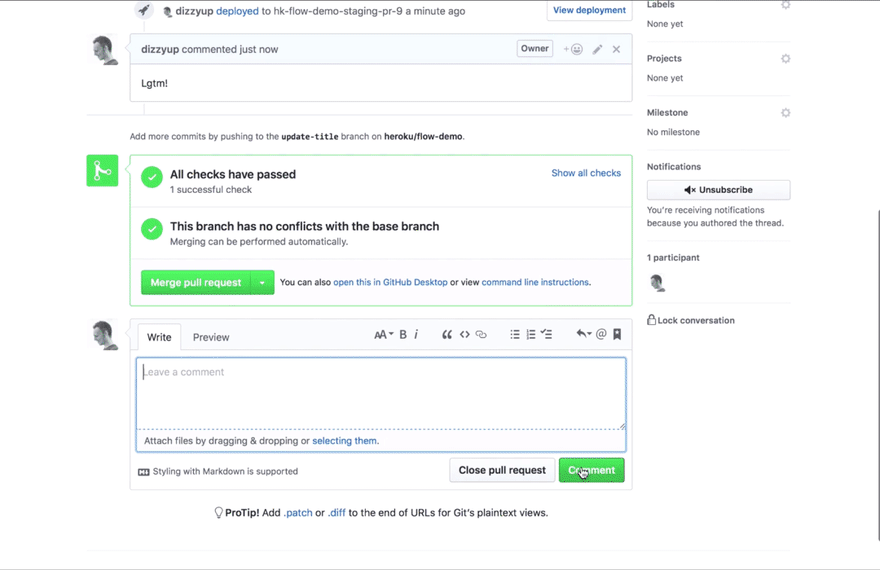 dizzyup deployed to hk-flow-demo-staging-pr-9 a minute ago
View deployment
dizzyup commented just now
Owner
Lgtm!
Add more commits by pushing to the update-title branch on heroku/flow-demo.
All checks have passed
1 successful check
Show all checks
This branch has no conflicts with the base branch
Merging can be performed automatically.
Merge pull request
You can also open this in GitHub Desktop or view command line instructions.
Write
Preview
AA
B
i
Leave a comment
Attach files by dragging & dropping or selecting them.
Styling with Markdown is supported
Close pull request
Comment
ProTip! Add .patch or .diff to the end of URLs for Git's plaintext views.
Labels
None yet
Projects
None yet
Milestone
No milestone
Notifications
Unsubscribe
You're receiving notifications
because you authored the thread.
1 participant
Lock conversation